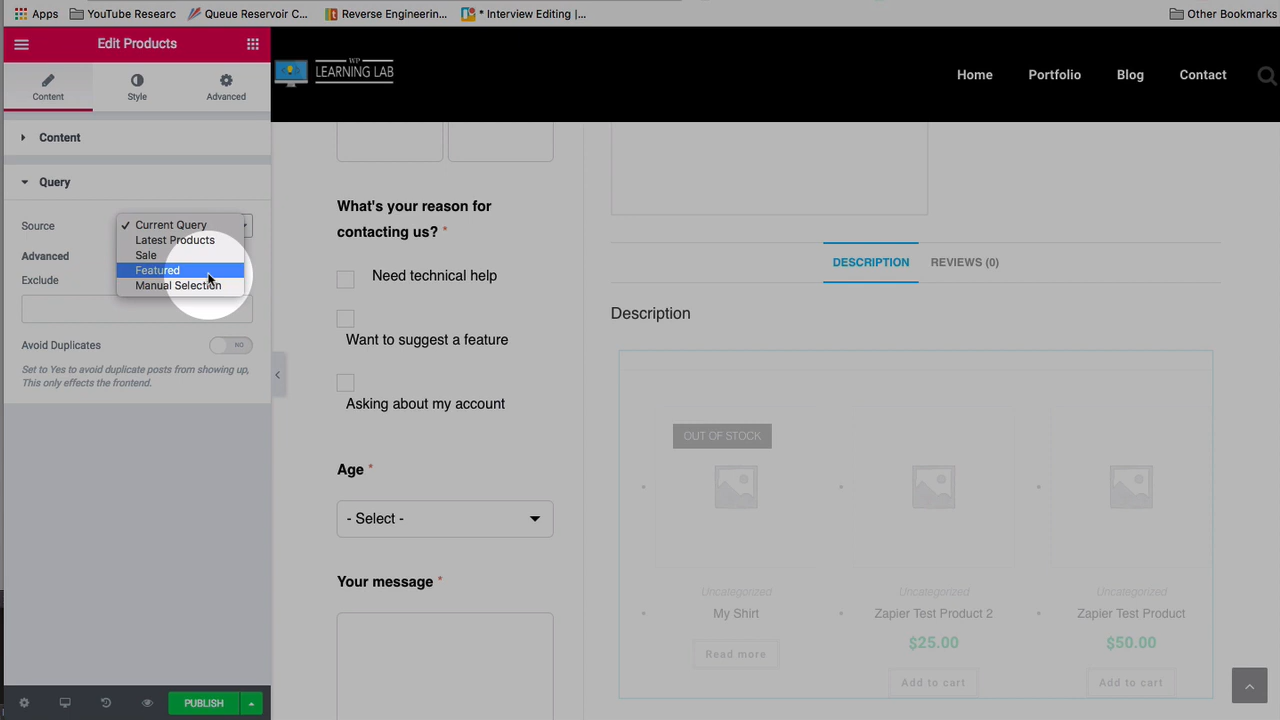 Apps
YouTube Researc
Queue Reservoir C...
Reverse Engineerin...
* Interview Editing |...
Other Bookmarks
Edit Products
Content
Style
Advanced
Content
Query
Source
Current Query
Latest Products
Sale
Featured
Manual Selection
Advanced
Exclude
Avoid Duplicates
NO
Set to Yes to avoid duplicate posts from showing up,
This only effects the frontend.
PUBLISH
WP
LEARNING LAB
Home
Portfolio
Blog
Contact
What's your reason for
contacting us? *
Need technical help
Want to suggest a feature
Asking about my account
Age *
- Select -
Your message *
DESCRIPTION
REVIEWS (0)
Description
OUT OF STOCK
Uncategorized
My Shirt
Read more
Uncategorized
Zapier Test Product 2
$25.00
Add to cart
Uncategorized
Zapier Test Product
$50.00
Add to cart